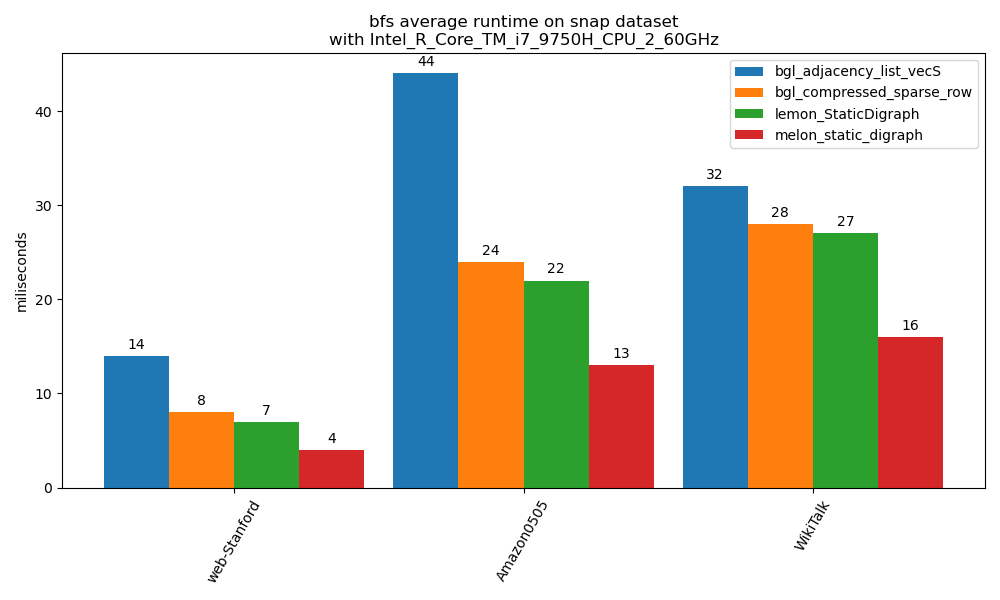 bfs average runtime on snap dataset
with Intel_R_Core_TM_i7_9750H_CPU_2_60GHz
bgl_adjacency_list_vecS
bgl_compressed_sparse_row
lemon_StaticDigraph
melon_static_digraph
miliseconds
40
30
20
10
0
14
8
7
4
44
24
22
13
32
28
27
16
web-Stanford
Amazon0505
WikiTalk